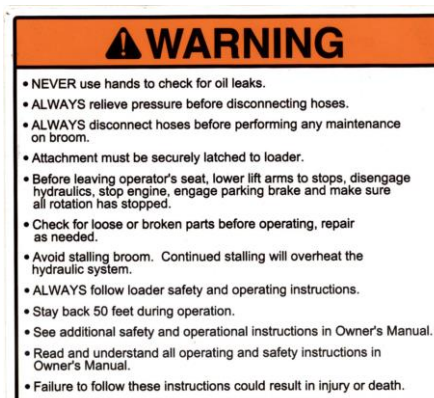 WARNING
• NEVER use hands to check for oil leaks.
• ALWAYS relieve pressure before disconnecting hoses.
• ALWAYS disconnect hoses before performing any maintenance
on broom.
• Attachment must be securely latched to loader.
• Before leaving operator's seat, lower lift arms to stops, disengage
hydraulics, stop engine, engage parking brake and make sure
all rotation has stopped.
• Check for loose or broken parts before operating, repair
as needed.
• Avoid stalling broom. Continued stalling will overheat the
hydraulic system.
• ALWAYS follow loader safety and operating instructions.
• Stay back 50 feet during operation.
• See additional safety and operational instructions in Owner's Manual.
• Read and understand all operating and safety instructions in
Owner's Manual.
• Failure to follow these instructions could result in injury or death.